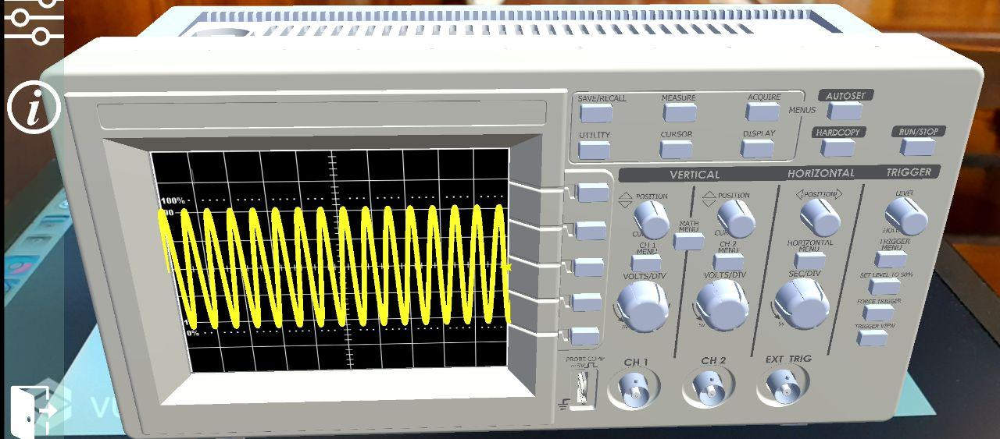 SAVE/RECALL
MEASURE
ACQUIRE
MENUS
AUTOSET
UTILITY
CURSOR
DISPLAY
HARDCOPY
RUN/STOP
VERTICAL
HORIZONTAL
TRIGGER
POSITION
POSITION
POSITION
LEVEL
MATH
MENU
CH 1
MENU
CH 2
MENU
HORIZONTAL
MENU
TRIGGER
MENU
VOLTS/DIV
VOLTS/DIV
SEC/DIV
SET LEVEL TO 50%
FORCE TRIGGER
TRIGGER VIEW
5V
5s
PROBE COMP
~5V
CH 1
CH 2
EXT TRIG
100%
90
0%
i
VU